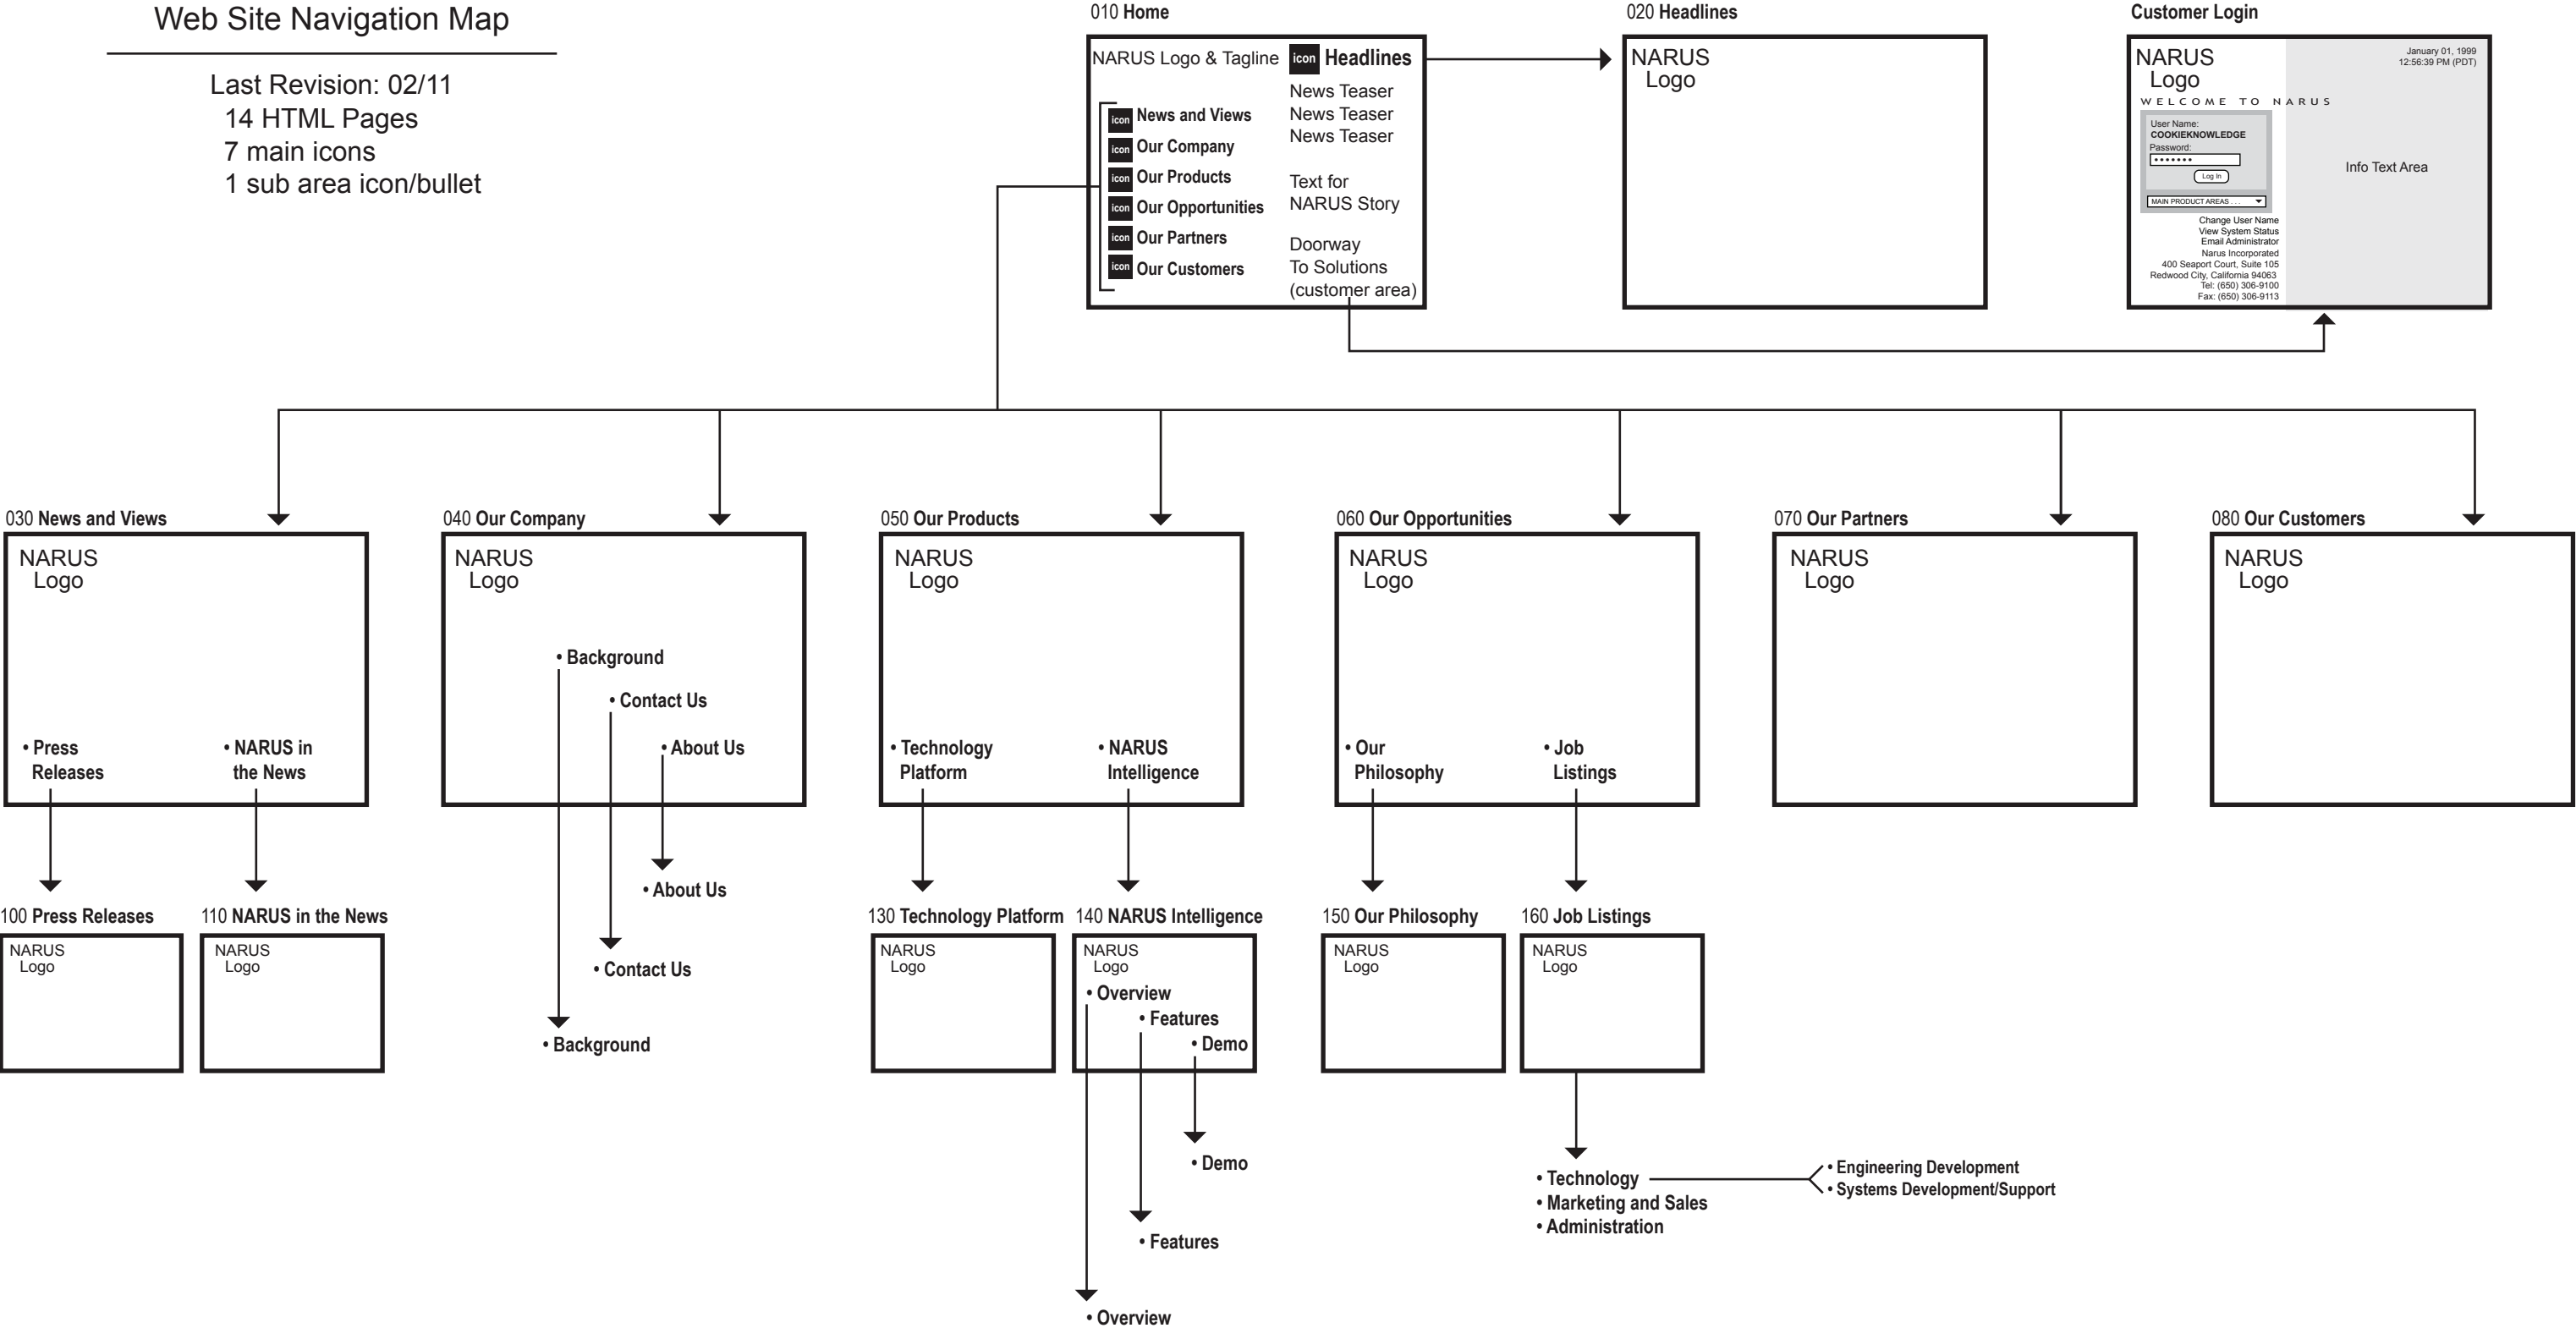 Web Site Navigation Map
Last Revision: 02/11
14 HTML Pages
7 main icons
1 sub area icon/bullet
010 Home
NARUS Logo & Tagline
icon Headlines
News Teaser
News Teaser
News Teaser
Text for
NARUS Story
Doorway
To Solutions
(customer area)
icon News and Views
icon Our Company
icon Our Products
icon Our Opportunities
icon Our Partners
icon Our Customers
020 Headlines
NARUS
Logo
Customer Login
NARUS
Logo
January 01, 1999
12:56:39 PM (PDT)
WELCOME TO NARUS
User Name:
COOKIEKNOWLEDGE
Password:
•••••••
Log In
MAIN PRODUCT AREAS . . .
Change User Name
View System Status
Email Administrator
Narus Incorporated
400 Seaport Court, Suite 105
Redwood City, California 94063
Tel: (650) 306-9100
Fax: (650) 306-9113
Info Text Area
030 News and Views
NARUS
Logo
• Press
Releases
• NARUS in
the News
040 Our Company
NARUS
Logo
• Background
• Contact Us
• About Us
050 Our Products
NARUS
Logo
• Technology
Platform
• NARUS
Intelligence
060 Our Opportunities
NARUS
Logo
• Our
Philosophy
• Job
Listings
070 Our Partners
NARUS
Logo
080 Our Customers
NARUS
Logo
100 Press Releases
NARUS
Logo
110 NARUS in the News
NARUS
Logo
• About Us
• Contact Us
• Background
130 Technology Platform
NARUS
Logo
140 NARUS Intelligence
NARUS
Logo
• Overview
• Features
• Demo
• Demo
• Features
• Overview
150 Our Philosophy
NARUS
Logo
160 Job Listings
NARUS
Logo
• Technology
• Marketing and Sales
• Administration
• Engineering Development
• Systems Development/Support